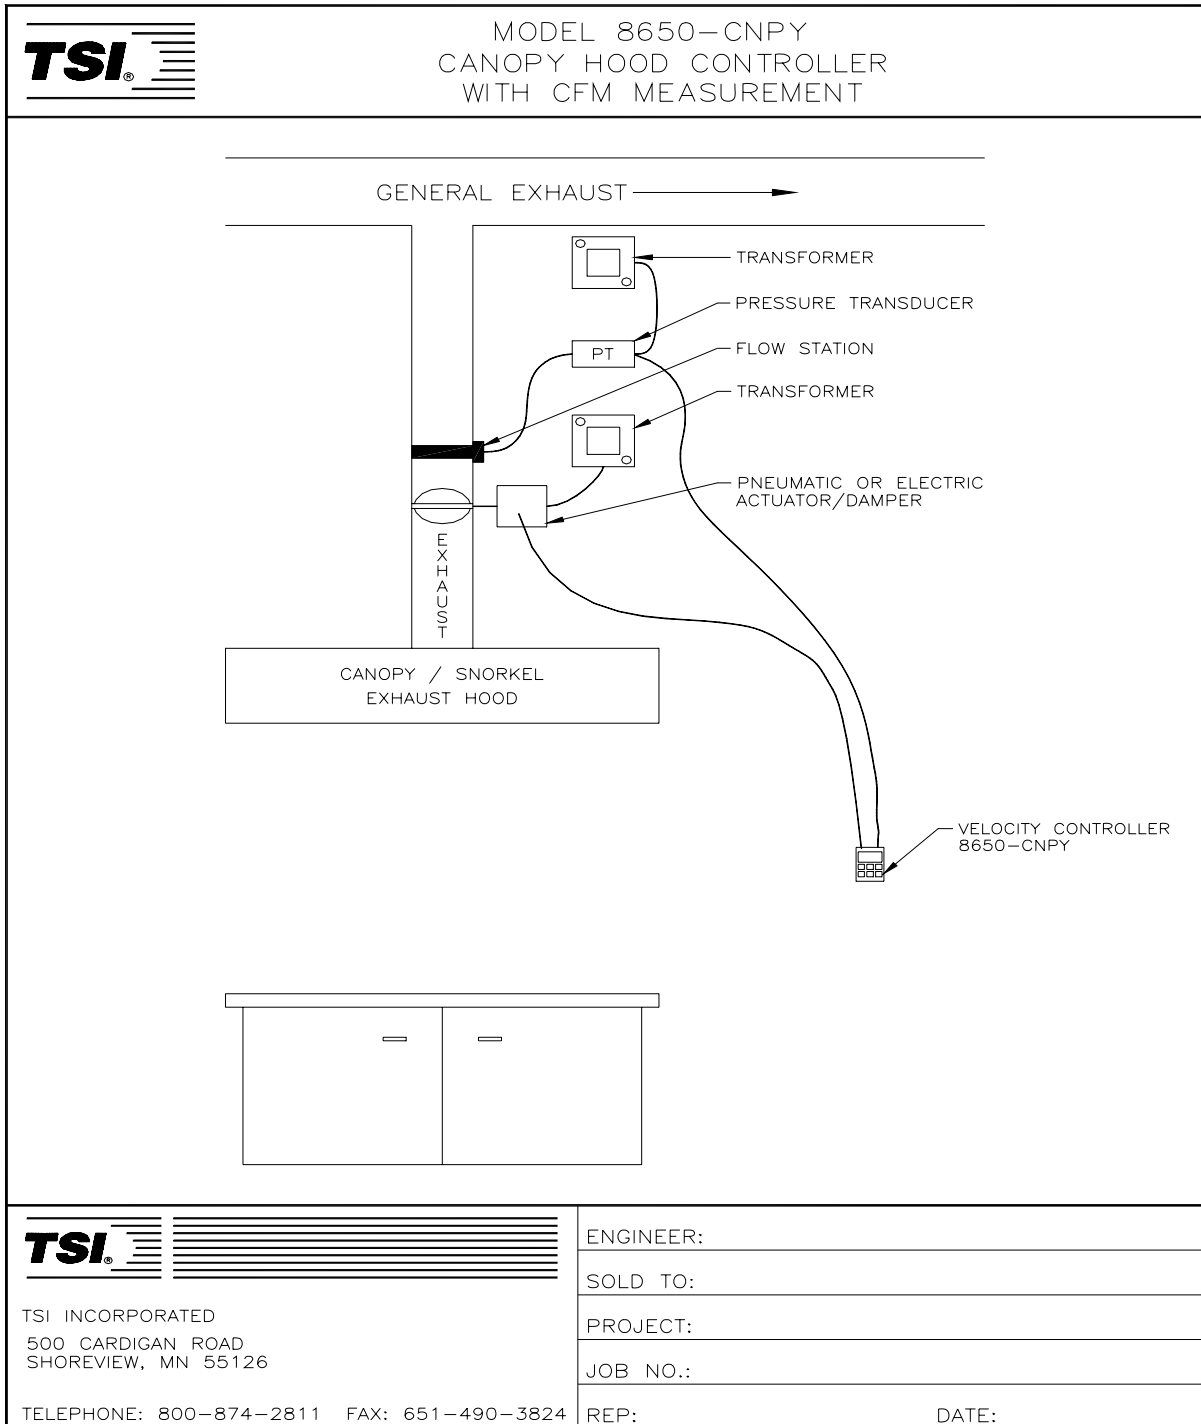 TSI®
MODEL 8650-CNPY
CANOPY HOOD CONTROLLER
WITH CFM MEASUREMENT
GENERAL EXHAUST
TRANSFORMER
PRESSURE TRANSDUCER
PT
FLOW STATION
TRANSFORMER
PNEUMATIC OR ELECTRIC
ACTUATOR/DAMPER
EXHAUST
CANOPY / SNORKEL
EXHAUST HOOD
VELOCITY CONTROLLER
8650-CNPY
TSI®
TSI INCORPORATED
500 CARDIGAN ROAD
SHOREVIEW, MN 55126
TELEPHONE: 800-874-2811 FAX: 651-490-3824
ENGINEER:
SOLD TO:
PROJECT:
JOB NO.:
REP: DATE: